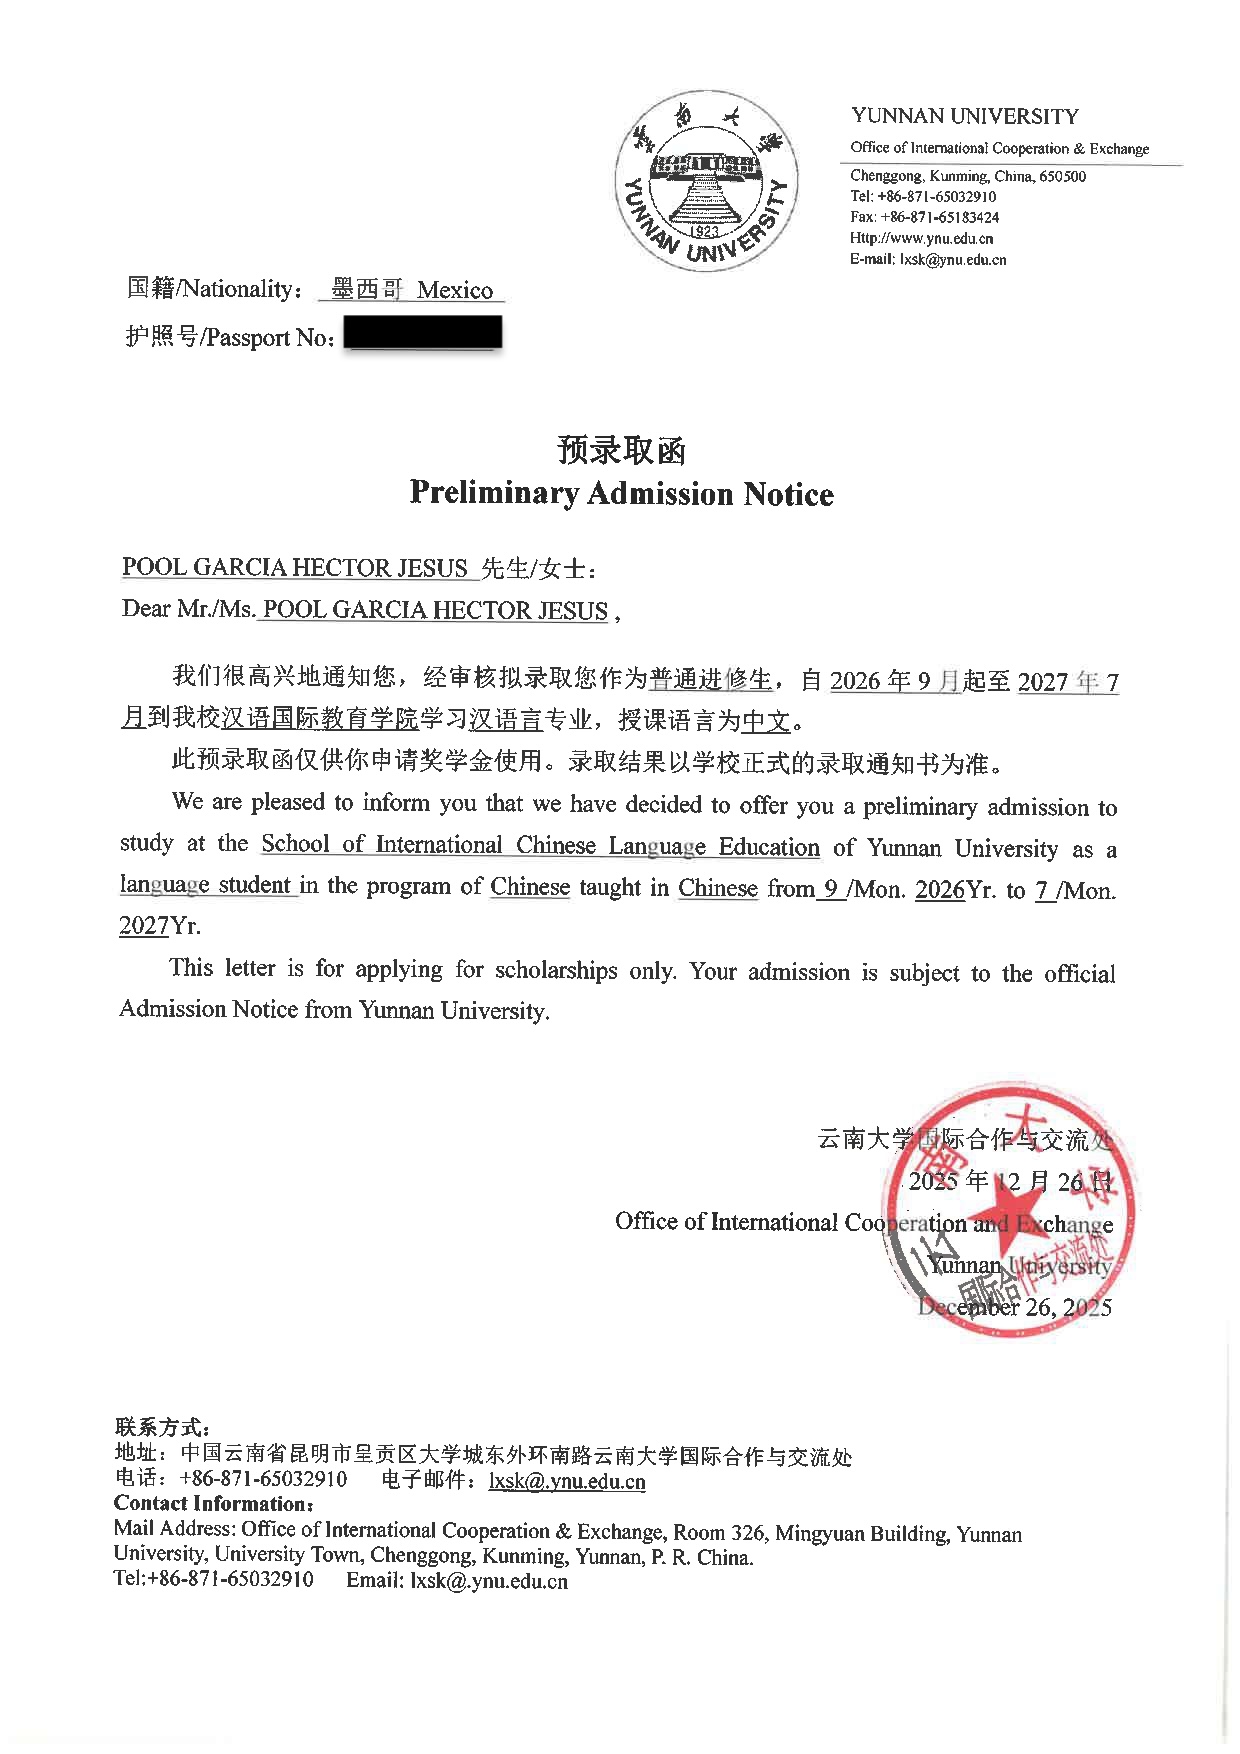 云南大学
YUNNAN UNIVERSITY
1923
YUNNAN UNIVERSITY
Office of International Cooperation & Exchange
Chenggong, Kunming, China, 650500
Tel: +86-871-65032910
Fax: +86-871-65183424
Http://www.ynu.edu.cn
E-mail: lxsk@ynu.edu.cn
国籍/Nationality： 墨西哥 Mexico
护照号/Passport No：
预录取函
Preliminary Admission Notice
POOL GARCIA HECTOR JESUS 先生/女士：
Dear Mr./Ms. POOL GARCIA HECTOR JESUS ,
我们很高兴地通知您，经审核拟录取您作为普通进修生，自 2026 年 9 月起至 2027 年 7
月到我校汉语国际教育学院学习汉语言专业，授课语言为中文。
此预录取函仅供你申请奖学金使用。录取结果以学校正式的录取通知书为准。
We are pleased to inform you that we have decided to offer you a preliminary admission to
study at the School of International Chinese Language Education of Yunnan University as a
language student in the program of Chinese taught in Chinese from 9 /Mon. 2026Yr. to 7 /Mon.
2027Yr.
This letter is for applying for scholarships only. Your admission is subject to the official
Admission Notice from Yunnan University.
云南大学国际合作与交流处
2025 年 12 月 26 日
Office of International Cooperation and Exchange
Yunnan University
December 26, 2025
云南大学
国际合作与交流处
联系方式：
地址：中国云南省昆明市呈贡区大学城东外环南路云南大学国际合作与交流处
电话：+86-871-65032910 电子邮件：lxsk@.ynu.edu.cn
Contact Information：
Mail Address: Office of International Cooperation & Exchange, Room 326, Mingyuan Building, Yunnan
University, University Town, Chenggong, Kunming, Yunnan, P. R. China.
Tel:+86-871-65032910 Email: lxsk@.ynu.edu.cn